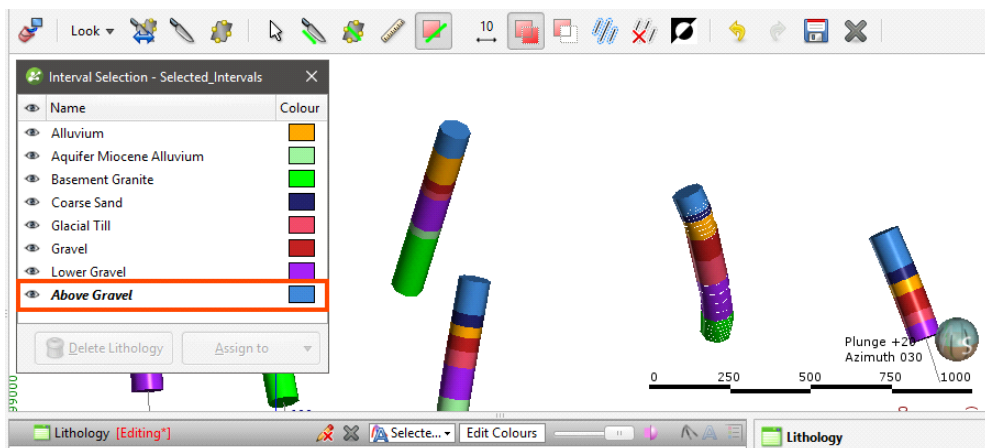 Look
10
Interval Selection - Selected_Intervals
Name
Colour
Alluvium
Aquifer Miocene Alluvium
Basement Granite
Coarse Sand
Glacial Till
Gravel
Lower Gravel
Above Gravel
Delete Lithology
Assign to
Plunge +20
Azimuth 030
0 250 500 750 1000
Lithology [Editing*]
Selecte...
Edit Colours
Lithology